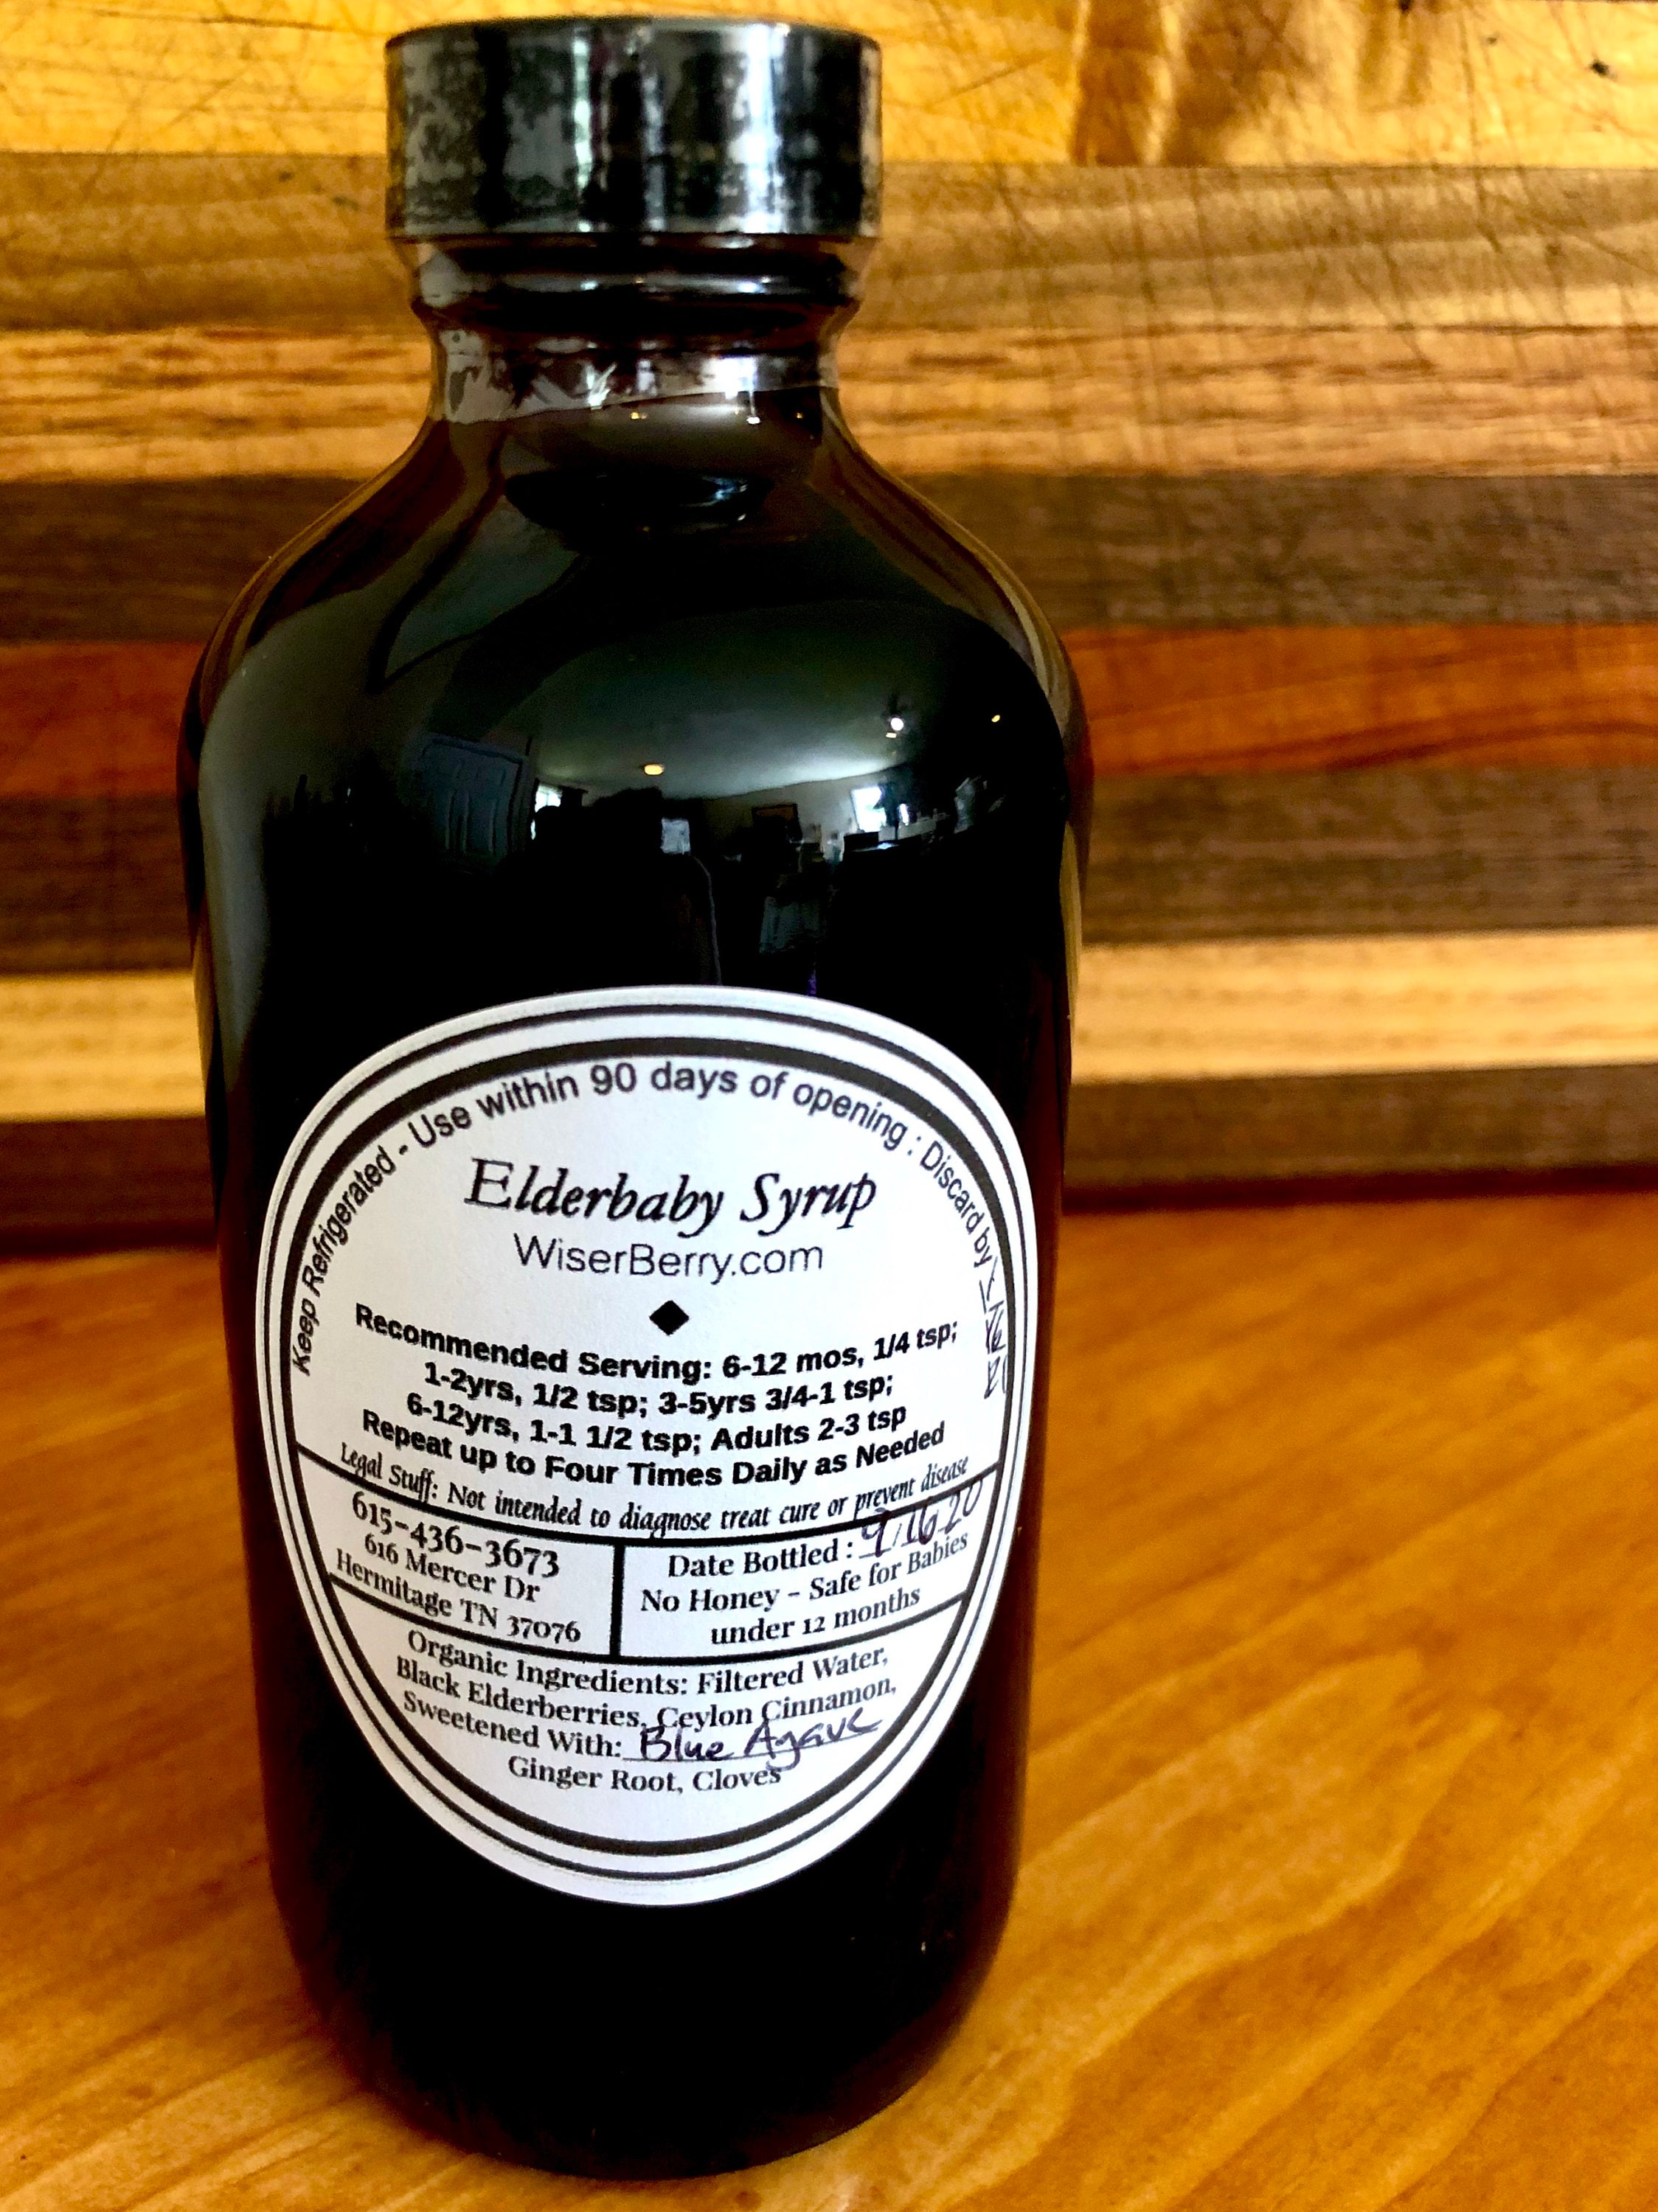 Keep Refrigerated - Use within 90 days of opening : Discard by
Elderbaby Syrup
WiserBerry.com
Recommended Serving: 6-12 mos, 1/4 tsp;
1-2yrs, 1/2 tsp; 3-5yrs 3/4-1 tsp;
6-12yrs, 1-1 1/2 tsp; Adults 2-3 tsp
Repeat up to Four Times Daily as Needed
Legal Stuff: Not intended to diagnose treat cure or prevent disease
615-436-3673
616 Mercer Dr
Hermitage TN 37076
Date Bottled : 9/16/20
No Honey - Safe for Babies
under 12 months
Organic Ingredients: Filtered Water,
Black Elderberries, Ceylon Cinnamon,
Sweetened With: Blue Agave
Ginger Root, Cloves